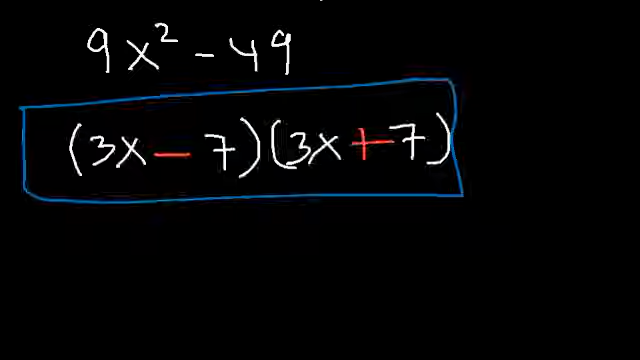 9x² - 49
(3x - 7)(3x + 7)